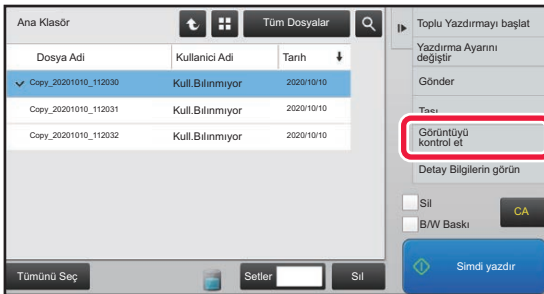 Ana Klasör
Tüm Dosyalar
Dosya Adi
Kullanici Adi
Tarıh
Copy_20201010_112030
Kull.Bılınmıyor
2020/10/10
Copy_20201010_112031
Kull.Bılınmıyor
2020/10/10
Copy_20201010_112032
Kull.Bılınmıyor
2020/10/10
Tümünü Seç
Setler
Sıl
Toplu Yazdırmayı başlat
Yazdırma Ayarını
değiştir
Gönder
Taşı
Görüntüyü
kontrol et
Detay Bilgilerin görün
Sil
B/W Baskı
CA
Simdi yazdır